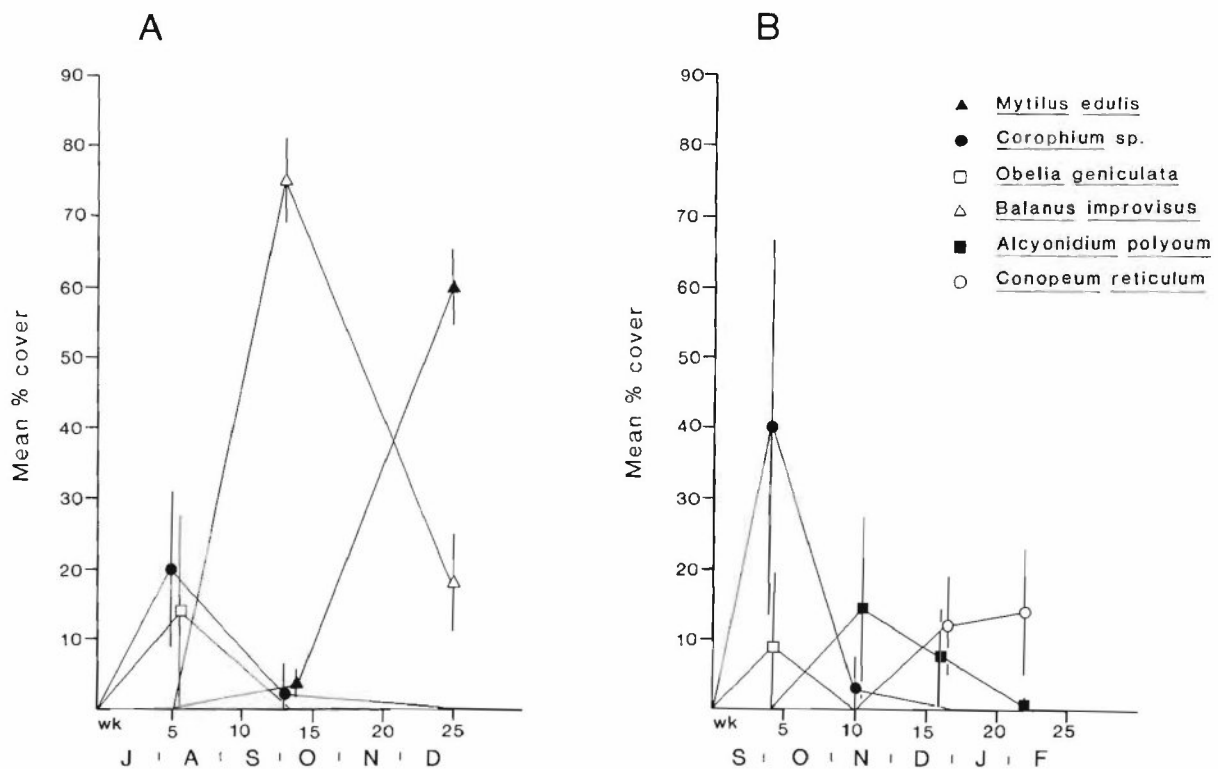 A
Mean % cover
90
80
70
60
50
40
30
20
10
wk 5 10 15 20 25
J A S O N D
B
Mean % cover
90
80
70
60
50
40
30
20
10
wk 5 10 15 20 25
S O N D J F
Mytilus edulis
Corophium sp.
Obelia geniculata
Balanus improvisus
Alcyonidium polyoum
Conopeum reticulum